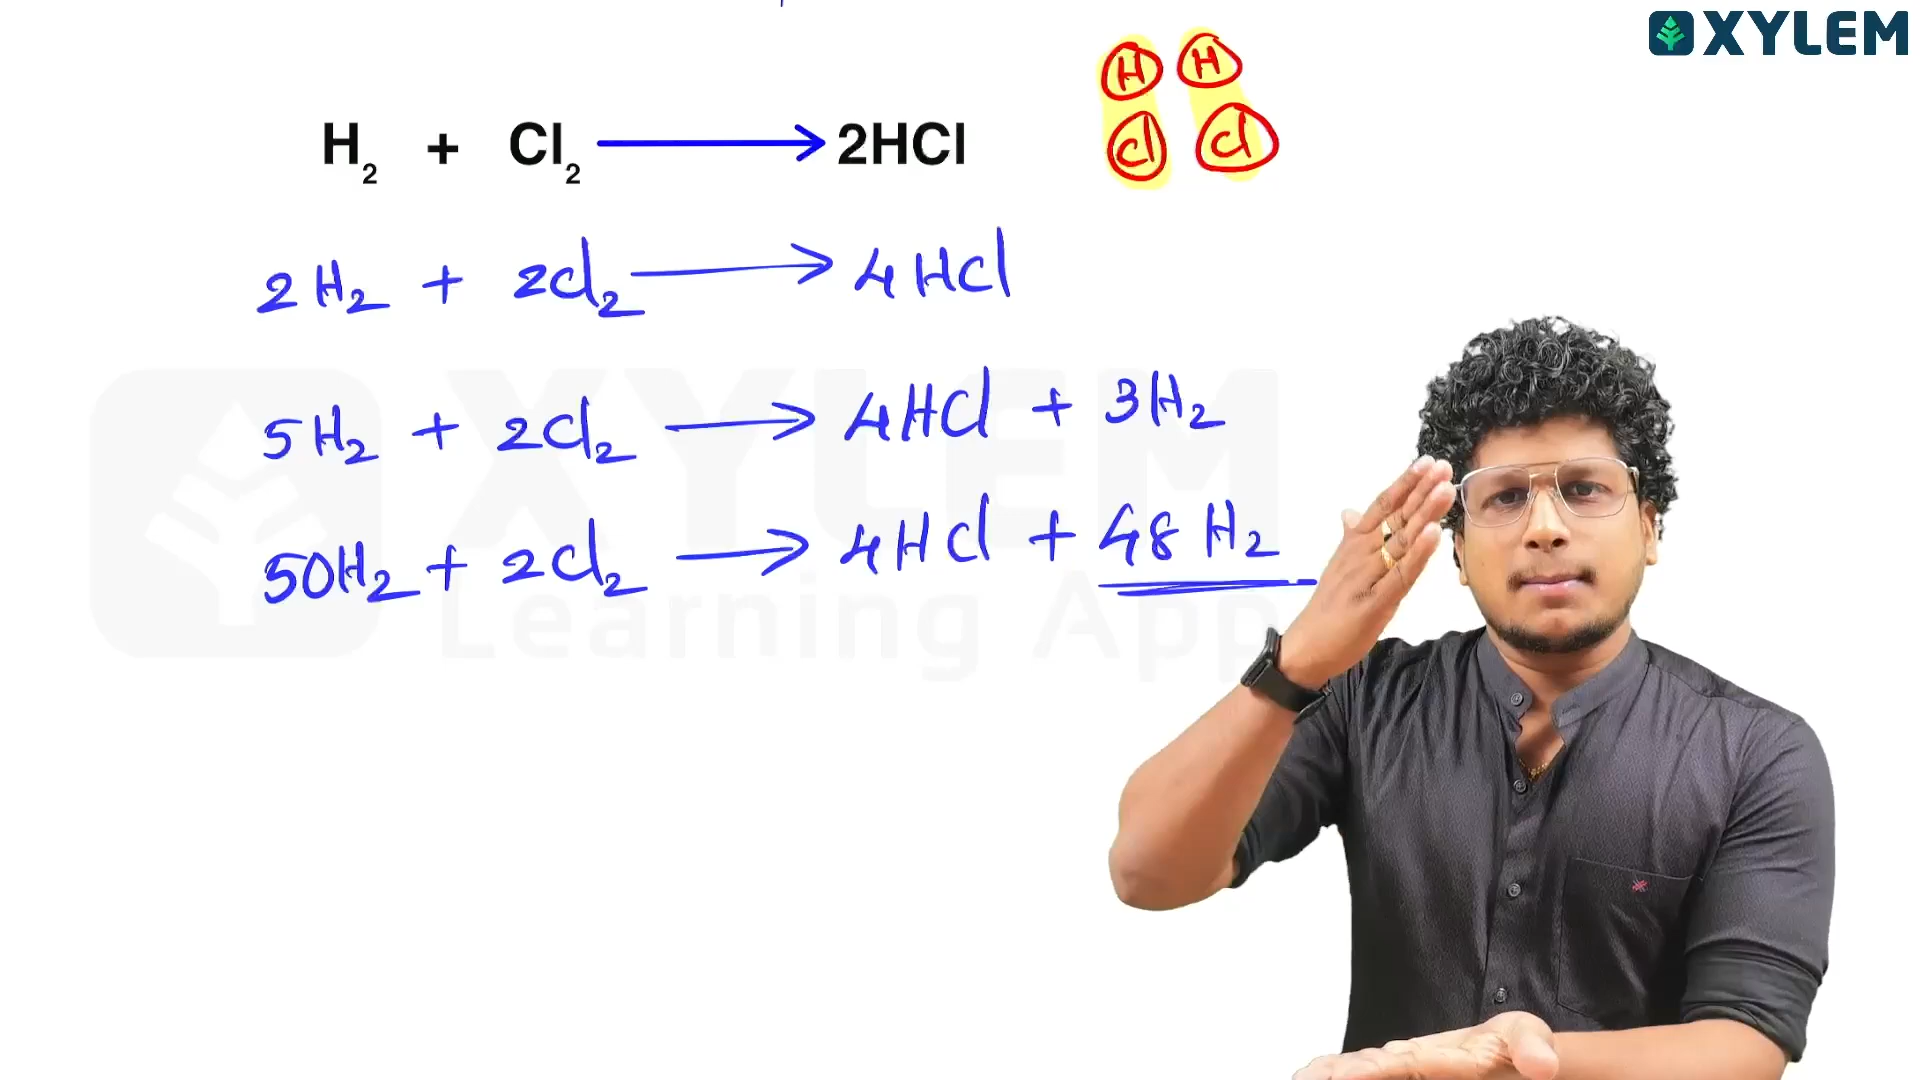 XYLEM
H H
Cl Cl
H₂ + Cl₂ ⟶ 2HCl
2H₂ + 2Cl₂ ⟶ 4HCl
5H₂ + 2Cl₂ ⟶ 4HCl + 3H₂
50H₂ + 2Cl₂ ⟶ 4HCl + 48H₂
XYLEM
Learning App